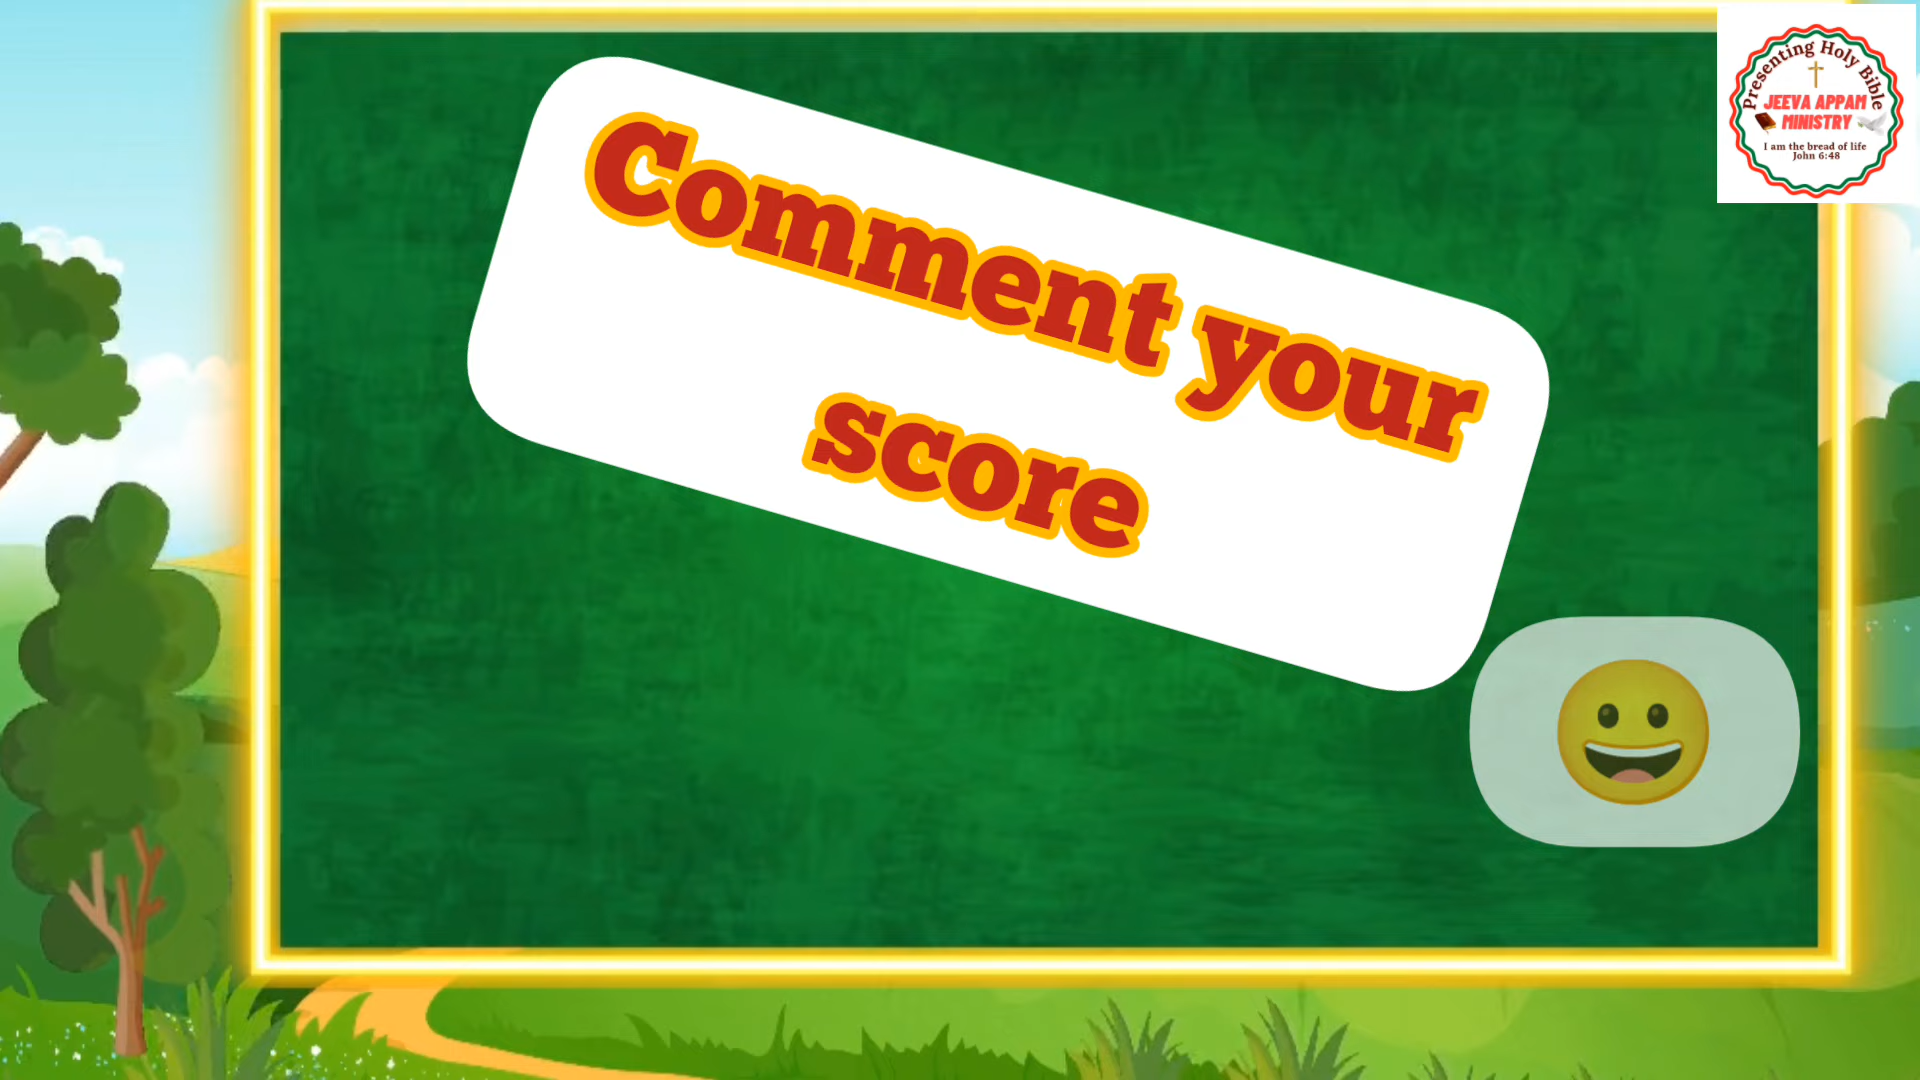 Comment your
score
Presenting Holy Bible
JEEVA APPAM
MINISTRY
I am the bread of life
John 6:48